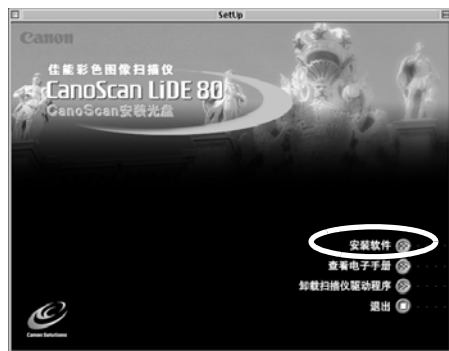 SetUp
Canon
佳能彩色图像扫描仪
CanoScan LiDE 80
CanoScan安装光盘
安装软件
查看电子手册
卸载扫描仪驱动程序
退出
Canon Solutions